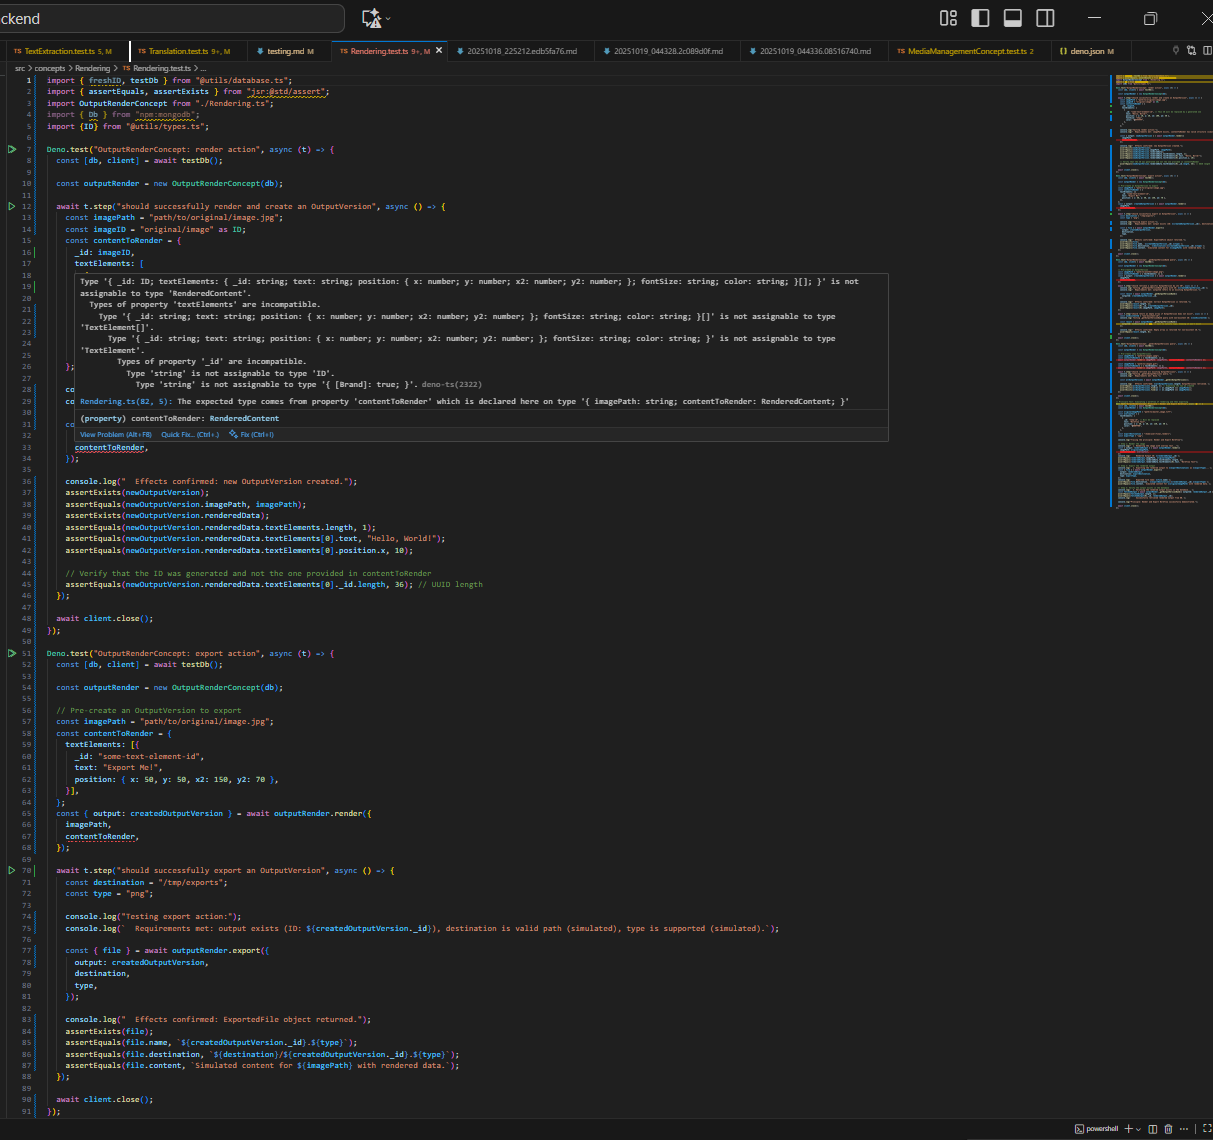 ckend
TS TextExtraction.test.ts 5, M
TS Translation.test.ts 9+, M
testing.md M
TS Rendering.test.ts 9+, M
20251018_225212.edb5fa76.md
20251019_044328.2c089d0f.md
20251019_044336.08516740.md
TS MediaManagementConcept.test.ts 2
{} deno.json M
src > concepts > Rendering > TS Rendering.test.ts > ...
1 import { freshID, testDb } from "@utils/database.ts";
2 import { assertEquals, assertExists } from "jsr:@std/assert";
3 import OutputRenderConcept from "./Rendering.ts";
4 import { Db } from "npm:mongodb";
5 import {ID} from "@utils/types.ts";
6
7 Deno.test("OutputRenderConcept: render action", async (t) => {
8 const [db, client] = await testDb();
9
10 const outputRender = new OutputRenderConcept(db);
11
12 await t.step("should successfully render and create an OutputVersion", async () => {
13 const imagePath = "path/to/original/image.jpg";
14 const imageID = "original/image" as ID;
15 const contentToRender = {
16 _id: imageID,
17 textElements: [
18
19 Type '{ _id: ID; textElements: { _id: string; text: string; position: { x: number; y: number; x2: number; y2: number; }; fontSize: string; color: string; }[]; }' is not
assignable to type 'RenderedContent'.
20 Types of property 'textElements' are incompatible.
21 Type '{ _id: string; text: string; position: { x: number; y: number; x2: number; y2: number; }; fontSize: string; color: string; }[]' is not assignable to type
22 'TextElement[]'.
23 Type '{ _id: string; text: string; position: { x: number; y: number; x2: number; y2: number; }; fontSize: string; color: string; }' is not assignable to type
24 'TextElement'.
25 Types of property '_id' are incompatible.
26 }; Type 'string' is not assignable to type 'ID'.
27 Type 'string' is not assignable to type '{ [Brand]: true; }'. deno-ts(2322)
28 co
29 co Rendering.ts(82, 5): The expected type comes from property 'contentToRender' which is declared here on type '{ imagePath: string; contentToRender: RenderedContent; }'
30 (property) contentToRender: RenderedContent
31 co
32 View Problem (Alt+F8) Quick Fix... (Ctrl+.) Fix (Ctrl+I)
33 contentToRender,
34 });
35
36 console.log("  Effects confirmed: new OutputVersion created.");
37 assertExists(newOutputVersion);
38 assertEquals(newOutputVersion.imagePath, imagePath);
39 assertExists(newOutputVersion.renderedData);
40 assertEquals(newOutputVersion.renderedData.textElements.length, 1);
41 assertEquals(newOutputVersion.renderedData.textElements[0].text, "Hello, World!");
42 assertEquals(newOutputVersion.renderedData.textElements[0].position.x, 10);
43
44 // Verify that the ID was generated and not the one provided in contentToRender
45 assertEquals(newOutputVersion.renderedData.textElements[0]._id.length, 36); // UUID length
46 });
47
48 await client.close();
49 });
50
51 Deno.test("OutputRenderConcept: export action", async (t) => {
52 const [db, client] = await testDb();
53
54 const outputRender = new OutputRenderConcept(db);
55
56 // Pre-create an OutputVersion to export
57 const imagePath = "path/to/original/image.jpg";
58 const contentToRender = {
59 textElements: [{
60 _id: "some-text-element-id",
61 text: "Export Me!",
62 position: { x: 50, y: 50, x2: 150, y2: 70 },
63 }],
64 };
65 const { output: createdOutputVersion } = await outputRender.render({
66 imagePath,
67 contentToRender,
68 });
69
70 await t.step("should successfully export an OutputVersion", async () => {
71 const destination = "/tmp/exports";
72 const type = "png";
73
74 console.log("Testing export action:");
75 console.log(`  Requirements met: output exists (ID: ${createdOutputVersion._id}), destination is valid path (simulated), type is supported (simulated).`);
76
77 const { file } = await outputRender.export({
78 output: createdOutputVersion,
79 destination,
80 type,
81 });
82
83 console.log("  Effects confirmed: ExportedFile object returned.");
84 assertExists(file);
85 assertEquals(file.name, `${createdOutputVersion._id}.${type}`);
86 assertEquals(file.destination, `${destination}/${createdOutputVersion._id}.${type}`);
87 assertEquals(file.content, `Simulated content for ${imagePath} with rendered data.`);
88 });
89
90 await client.close();
91 });
powershell